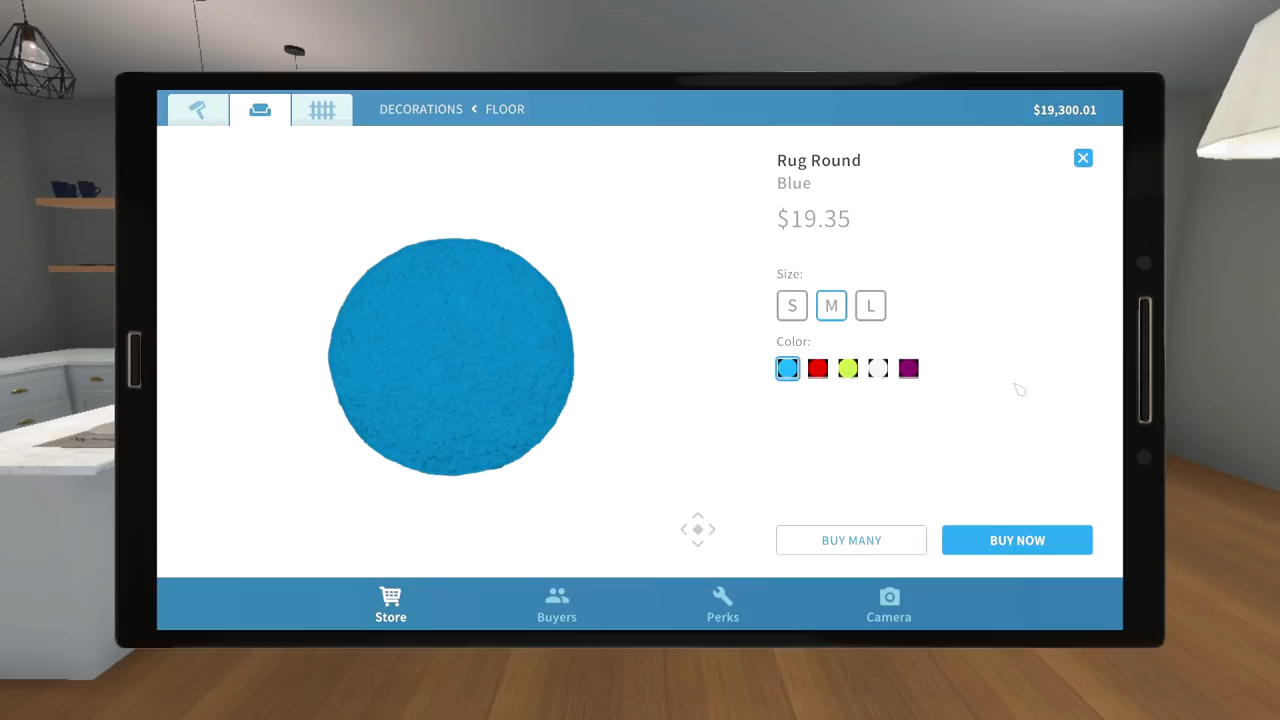 DECORATIONS < FLOOR
$19,300.01
Rug Round
Blue
$19.35
Size:
S M L
Color:
BUY MANY
BUY NOW
Store
Buyers
Perks
Camera